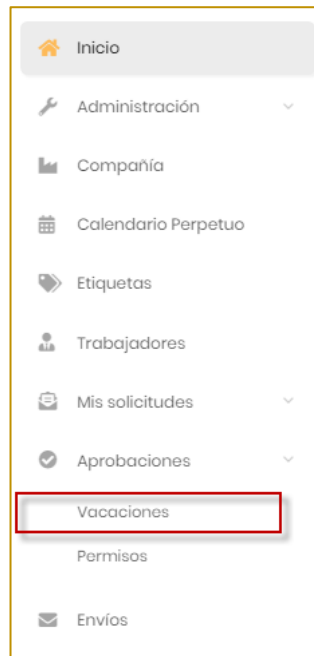 Inicio
Administración
Compañía
Calendario Perpetuo
Etiquetas
Trabajadores
Mis solicitudes
Aprobaciones
Vacaciones
Permisos
Envíos